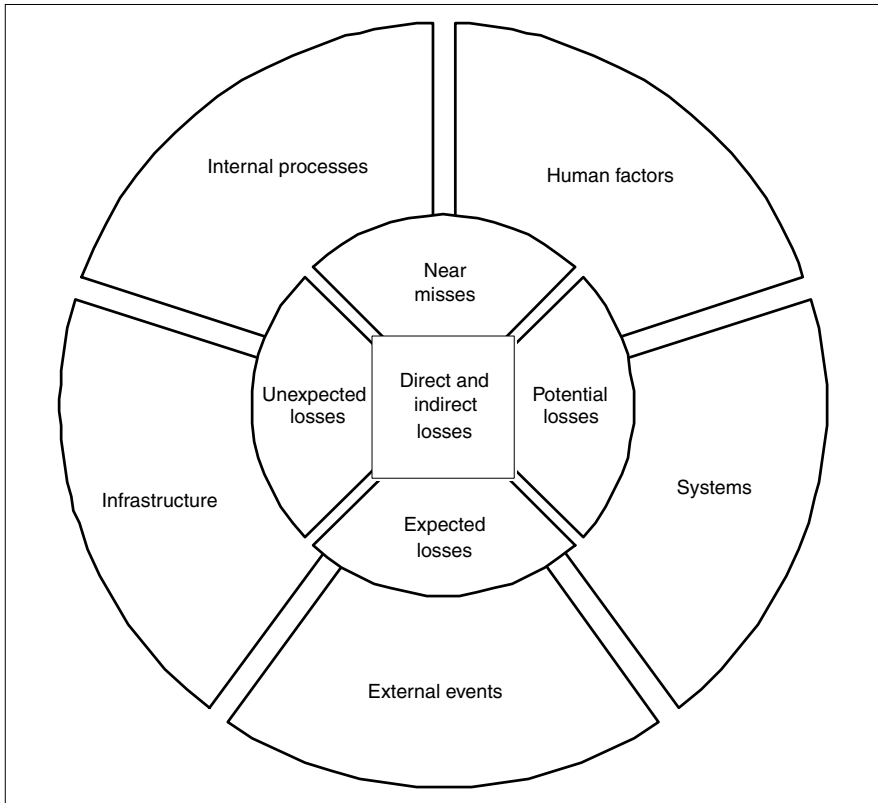 Internal processes
Human factors
Near
misses
Unexpected
losses
Direct and
indirect
losses
Potential
losses
Infrastructure
Systems
Expected
losses
External events